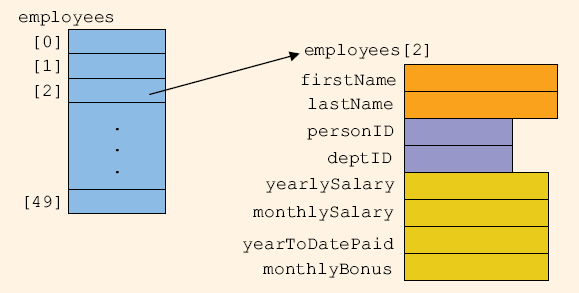 employees
[0]
[1]
[2]
[49]
employees[2]
firstName
lastName
personID
deptID
yearlySalary
monthlySalary
yearToDatePaid
monthlyBonus